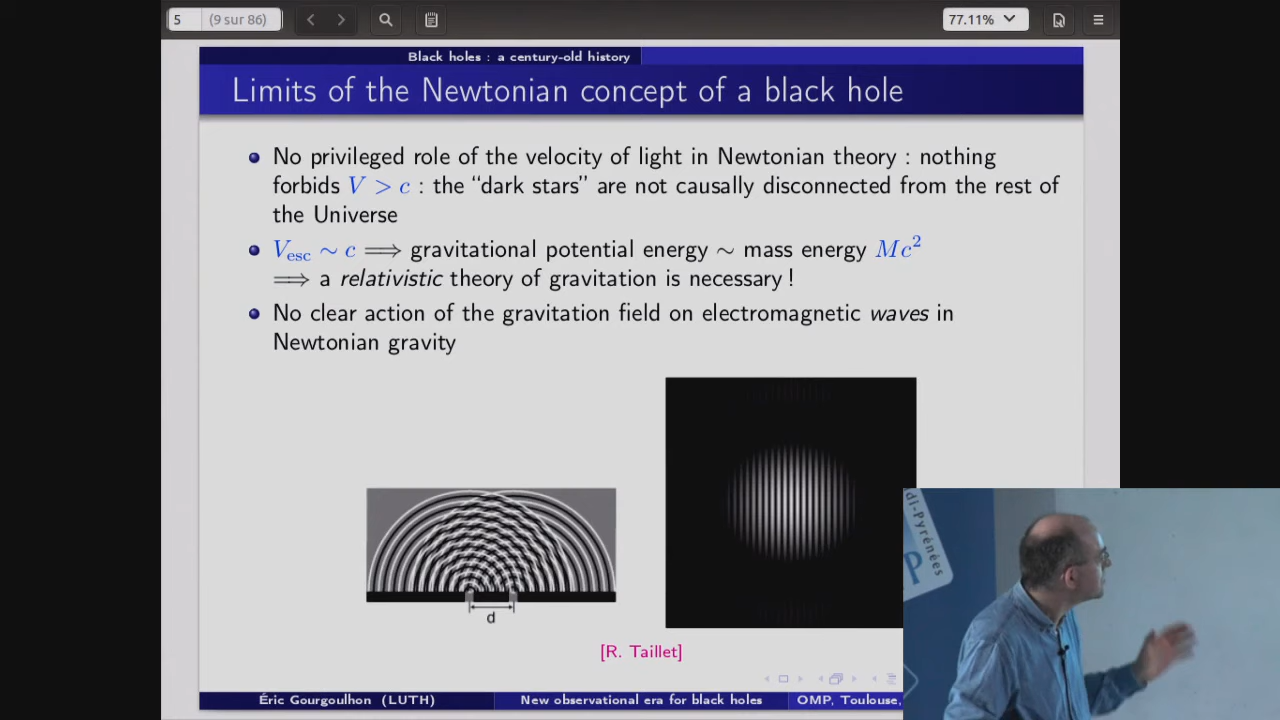 5 (9 sur 86) 77.11%
Black holes : a century-old history
Limits of the Newtonian concept of a black hole
No privileged role of the velocity of light in Newtonian theory : nothing
forbids V > c : the “dark stars” are not causally disconnected from the rest of
the Universe
Vesc ∼ c ⟹ gravitational potential energy ∼ mass energy Mc²
⟹ a relativistic theory of gravitation is necessary !
No clear action of the gravitation field on electromagnetic waves in
Newtonian gravity
d
[R. Taillet]
di-Pyrénées
P
Éric Gourgoulhon (LUTH) New observational era for black holes OMP, Toulouse,